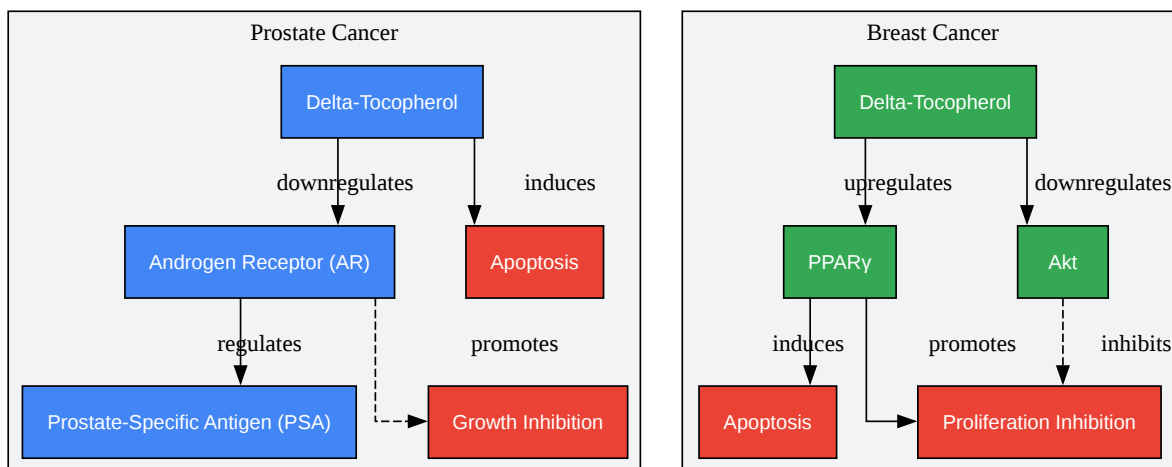 Prostate Cancer
Delta-Tocopherol
downregulates
induces
Androgen Receptor (AR)
Apoptosis
regulates
promotes
Prostate-Specific Antigen (PSA)
Growth Inhibition
Breast Cancer
Delta-Tocopherol
upregulates
downregulates
PPARγ
Akt
induces
promotes
inhibits
Apoptosis
Proliferation Inhibition